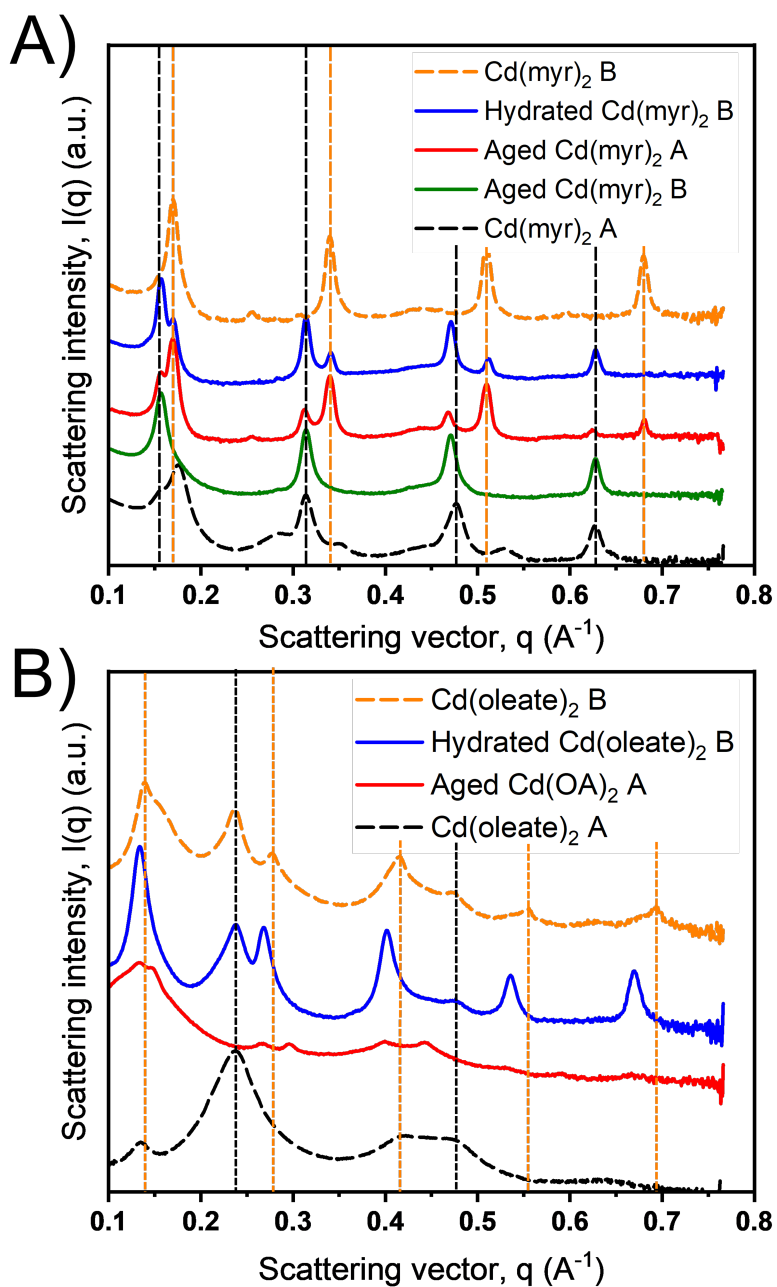 A)
Cd(myr)₂ B
Hydrated Cd(myr)₂ B
Aged Cd(myr)₂ A
Aged Cd(myr)₂ B
Cd(myr)₂ A
Scattering intensity, I(q) (a.u.)
0.1 0.2 0.3 0.4 0.5 0.6 0.7 0.8
Scattering vector, q (A⁻¹)
B)
Cd(oleate)₂ B
Hydrated Cd(oleate)₂ B
Aged Cd(OA)₂ A
Cd(oleate)₂ A
Scattering intensity, I(q) (a.u.)
0.1 0.2 0.3 0.4 0.5 0.6 0.7 0.8
Scattering vector, q (A⁻¹)